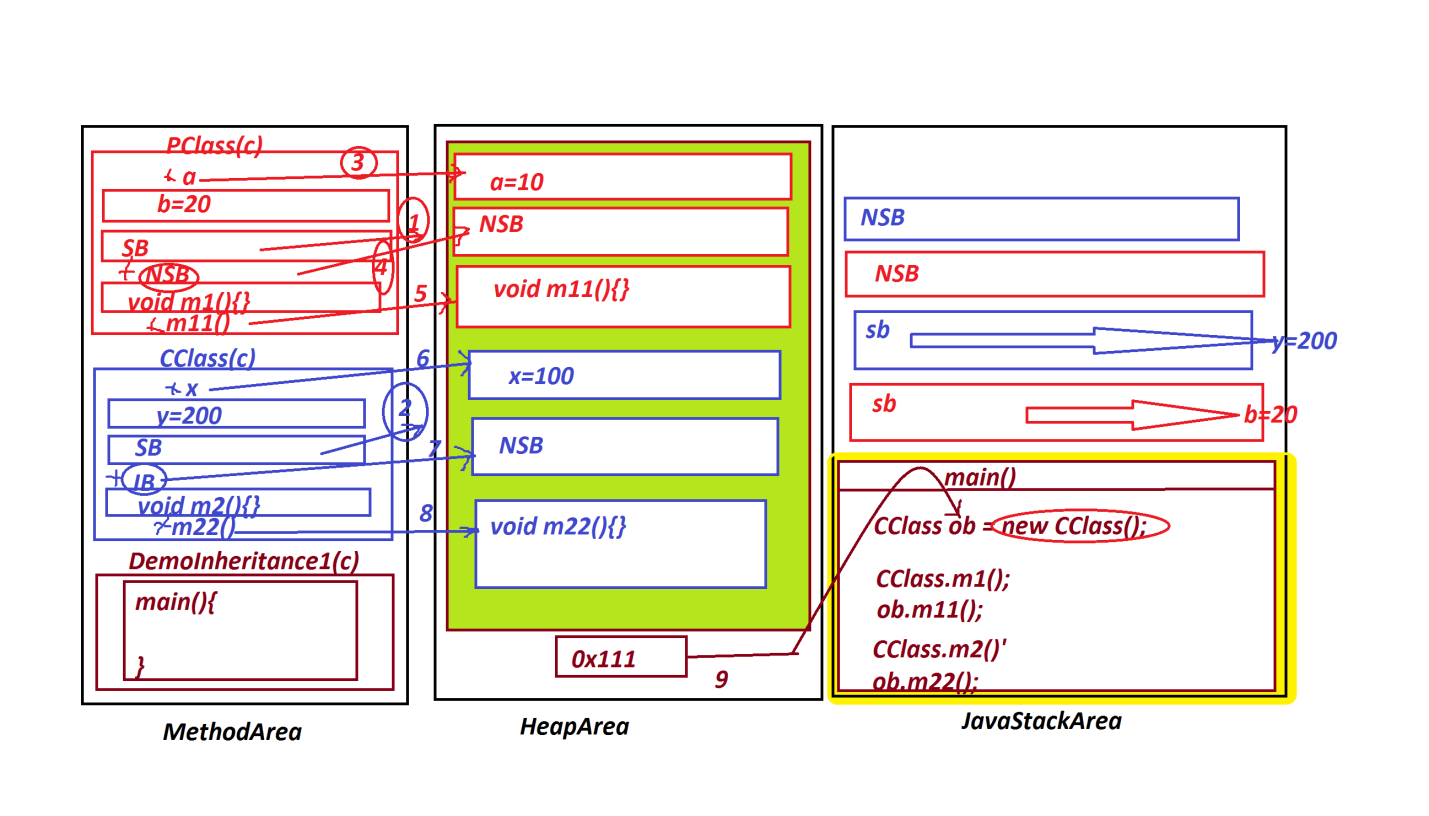 PClass(c)
3
+ a
b=20
1
SB
+ NSB
4
void m1(){}
5
+ m11()
CClass(c)
6
+ x
y=200
2
SB
7
+ IB
void m2(){}
8
+ m22()
DemoInheritance1(c)
main(){
}
MethodArea
a=10
NSB
void m11(){}
x=100
NSB
void m22(){}
0x111
9
HeapArea
NSB
NSB
sb
y=200
sb
b=20
main()
CClass ob = new CClass();
CClass.m1();
ob.m11();
CClass.m2()'
ob.m22();
JavaStackArea